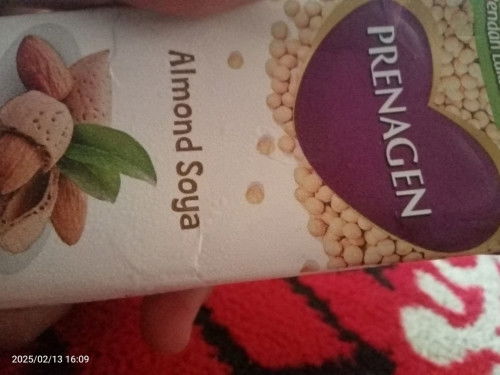 PRENAGEN
Almond Soya
2025/02/13 16:09